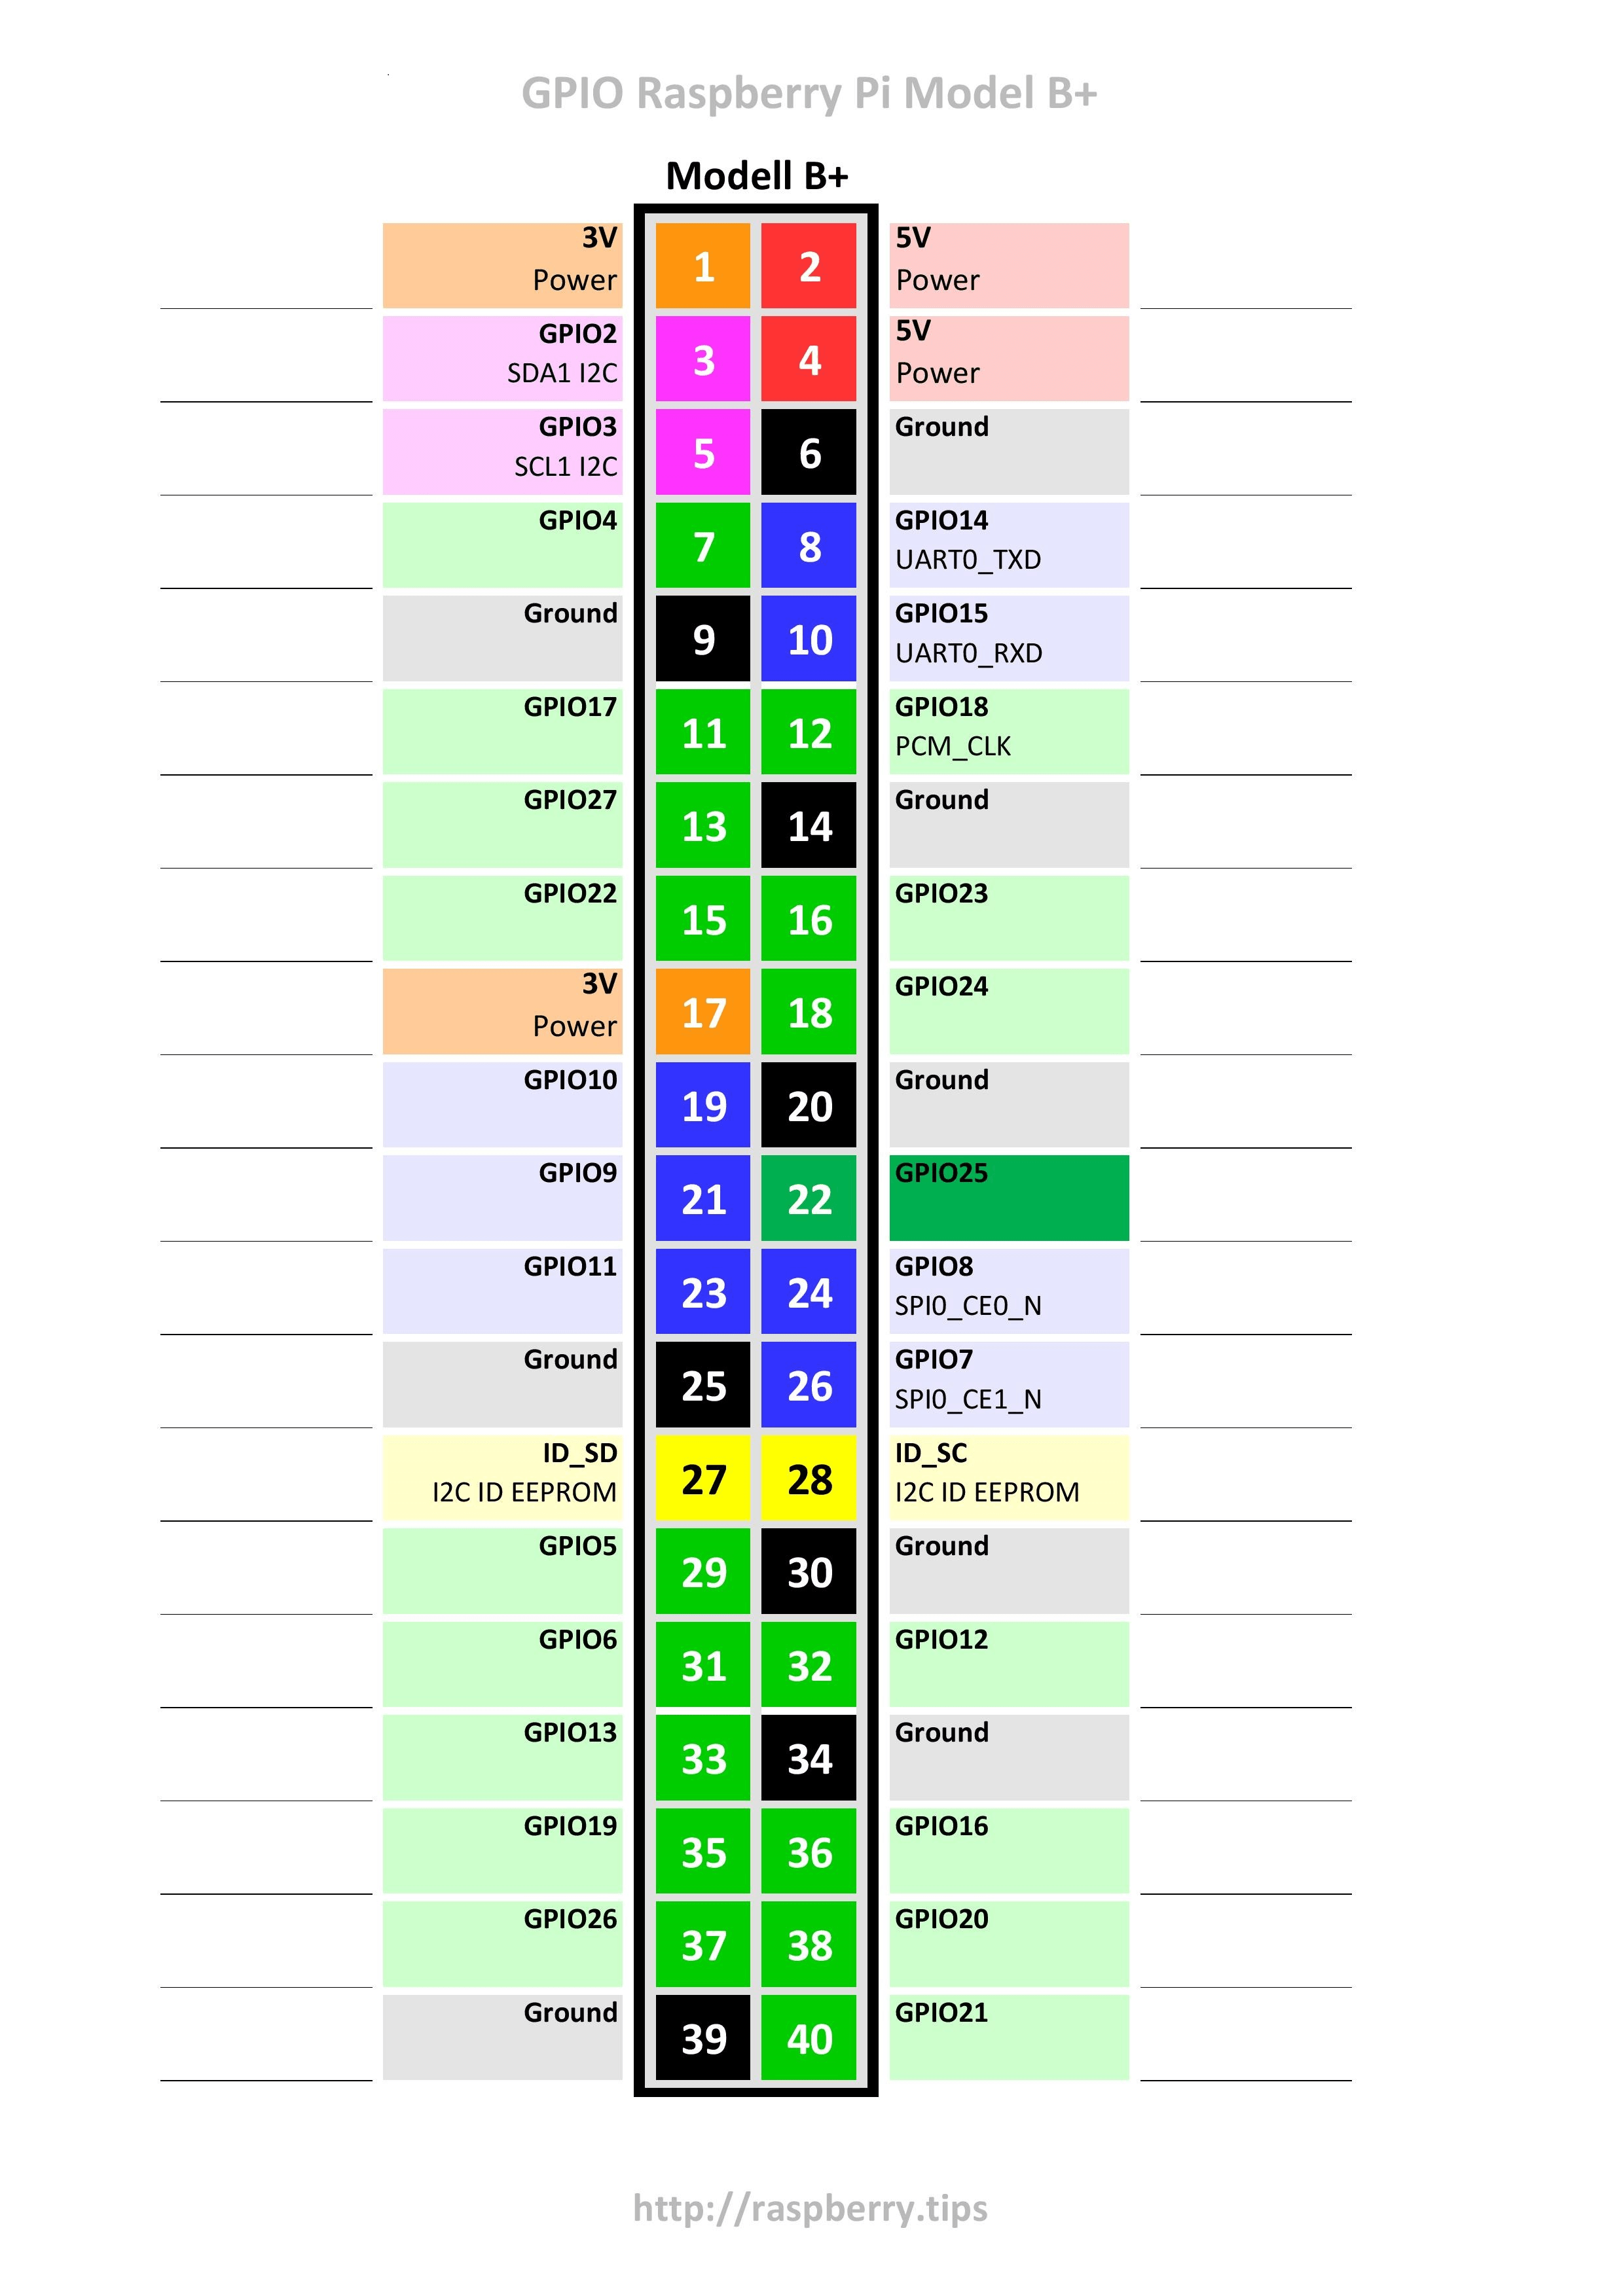 GPIO Raspberry Pi Model B+
Modell B+
3V
Power
1
2
5V
Power
GPIO2
SDA1 I2C
3
4
5V
Power
GPIO3
SCL1 I2C
5
6
Ground
GPIO4
7
8
GPIO14
UART0_TXD
Ground
9
10
GPIO15
UART0_RXD
GPIO17
11
12
GPIO18
PCM_CLK
GPIO27
13
14
Ground
GPIO22
15
16
GPIO23
3V
Power
17
18
GPIO24
GPIO10
19
20
Ground
GPIO9
21
22
GPIO25
GPIO11
23
24
GPIO8
SPI0_CE0_N
Ground
25
26
GPIO7
SPI0_CE1_N
ID_SD
I2C ID EEPROM
27
28
ID_SC
I2C ID EEPROM
GPIO5
29
30
Ground
GPIO6
31
32
GPIO12
GPIO13
33
34
Ground
GPIO19
35
36
GPIO16
GPIO26
37
38
GPIO20
Ground
39
40
GPIO21
http://raspberry.tips